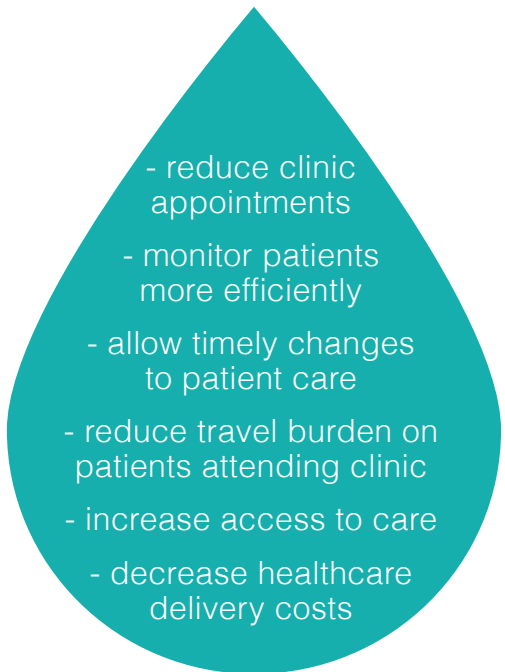 - reduce clinic
appointments
- monitor patients
more efficiently
- allow timely changes
to patient care
- reduce travel burden on
patients attending clinic
- increase access to care
- decrease healthcare
delivery costs